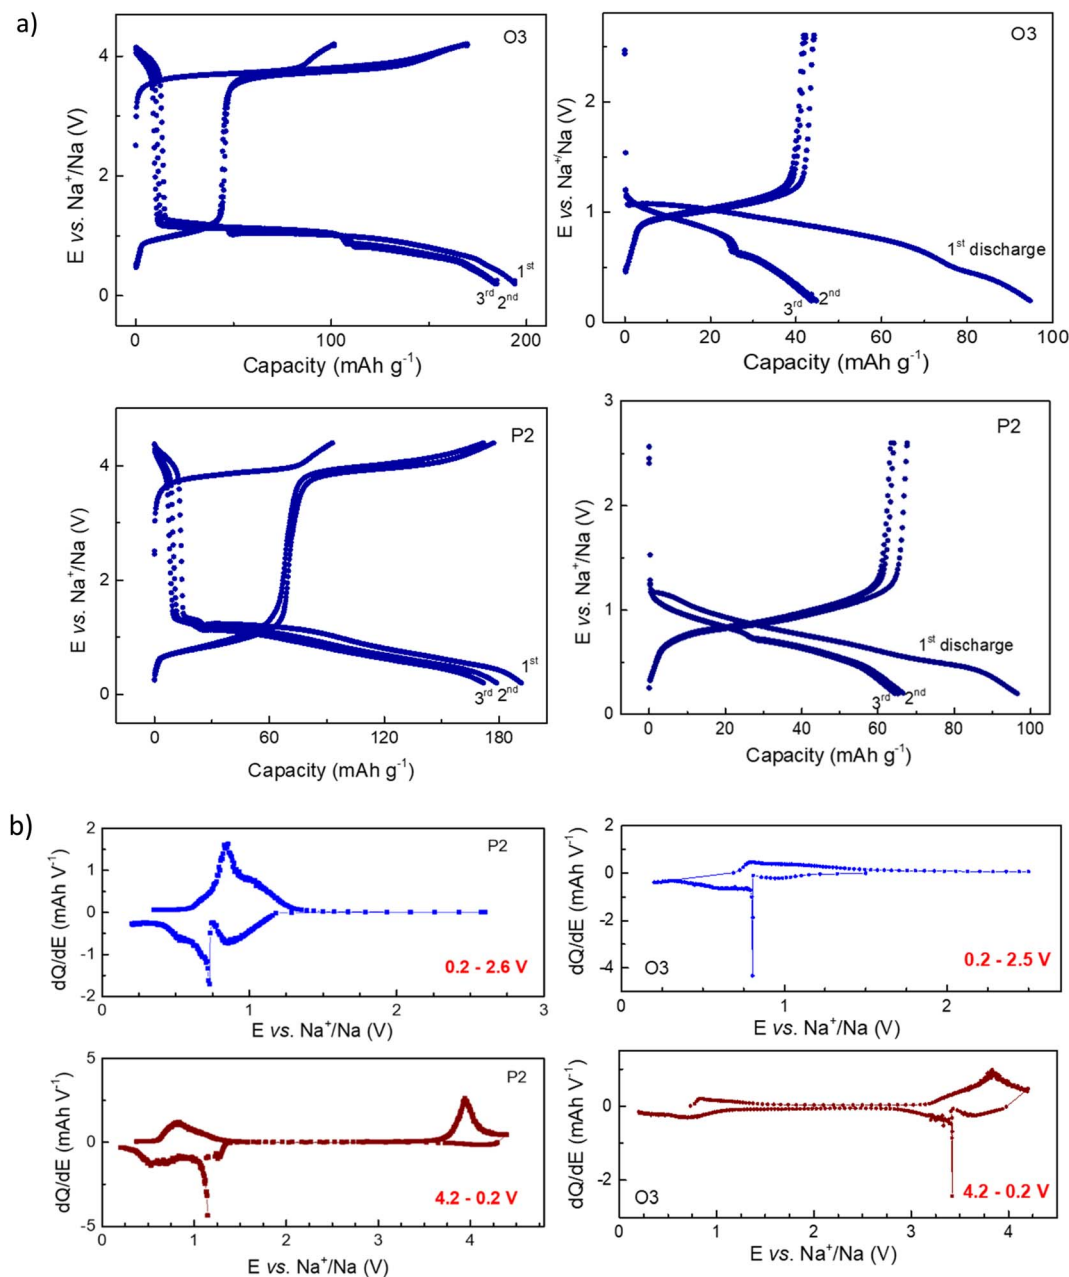 a)
O3
E vs. Na⁺/Na (V)
4
2
0
1st
3rd 2nd
0 100 200
Capacity (mAh g⁻¹)
O3
E vs. Na⁺/Na (V)
2
1
0
1st discharge
3rd 2nd
0 20 40 60 80 100
Capacity (mAh g⁻¹)
P2
E vs. Na⁺/Na (V)
4
2
0
1st
3rd 2nd
0 60 120 180
Capacity (mAh g⁻¹)
P2
E vs. Na⁺/Na (V)
3
2
1
0
1st discharge
3rd 2nd
0 20 40 60 80 100
Capacity (mAh g⁻¹)
b)
P2
dQ/dE (mAh V⁻¹)
2
1
0
-1
-2
0.2 - 2.6 V
0 1 2 3
E vs. Na⁺/Na (V)
dQ/dE (mAh V⁻¹)
2
0
-2
-4
O3
0.2 - 2.5 V
0 1 2
E vs. Na⁺/Na (V)
P2
dQ/dE (mAh V⁻¹)
5
0
-5
4.2 - 0.2 V
0 1 2 3 4
E vs. Na⁺/Na (V)
dQ/dE (mAh V⁻¹)
2
0
-2
O3
4.2 - 0.2 V
0 1 2 3 4
E vs. Na⁺/Na (V)